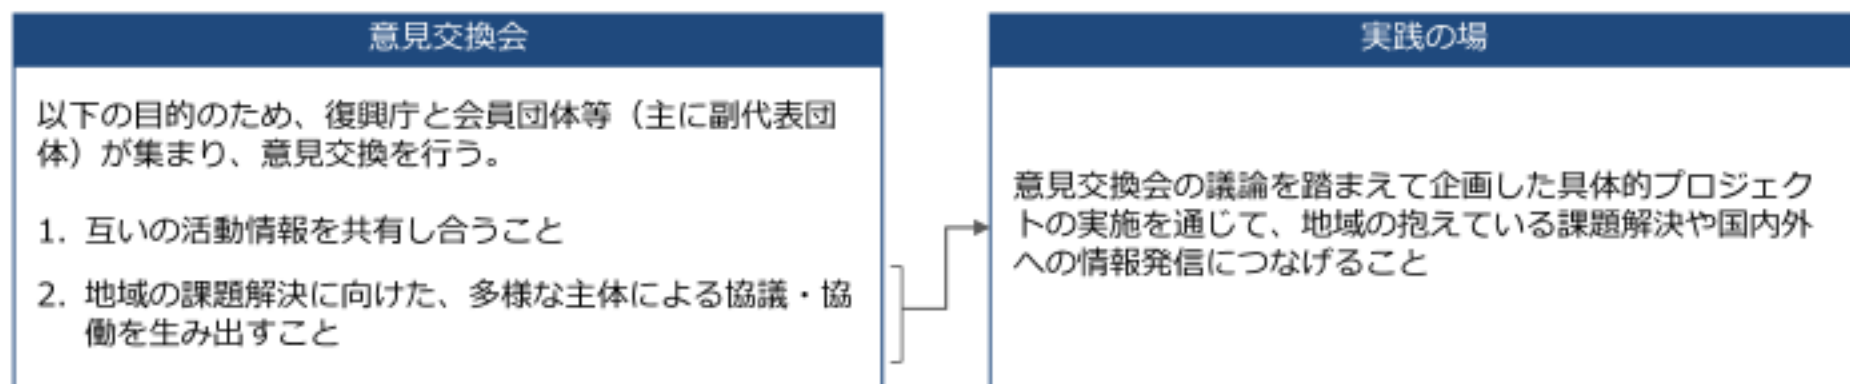 意見交換会
以下の目的のため、復興庁と会員団体等（主に副代表団
体）が集まり、意見交換を行う。
1. 互いの活動情報を共有し合うこと
2. 地域の課題解決に向けた、多様な主体による協議・協
働を生み出すこと
実践の場
意見交換会の議論を踏まえて企画した具体的プロジェク
トの実施を通じて、地域の抱えている課題解決や国内外
への情報発信につなげること